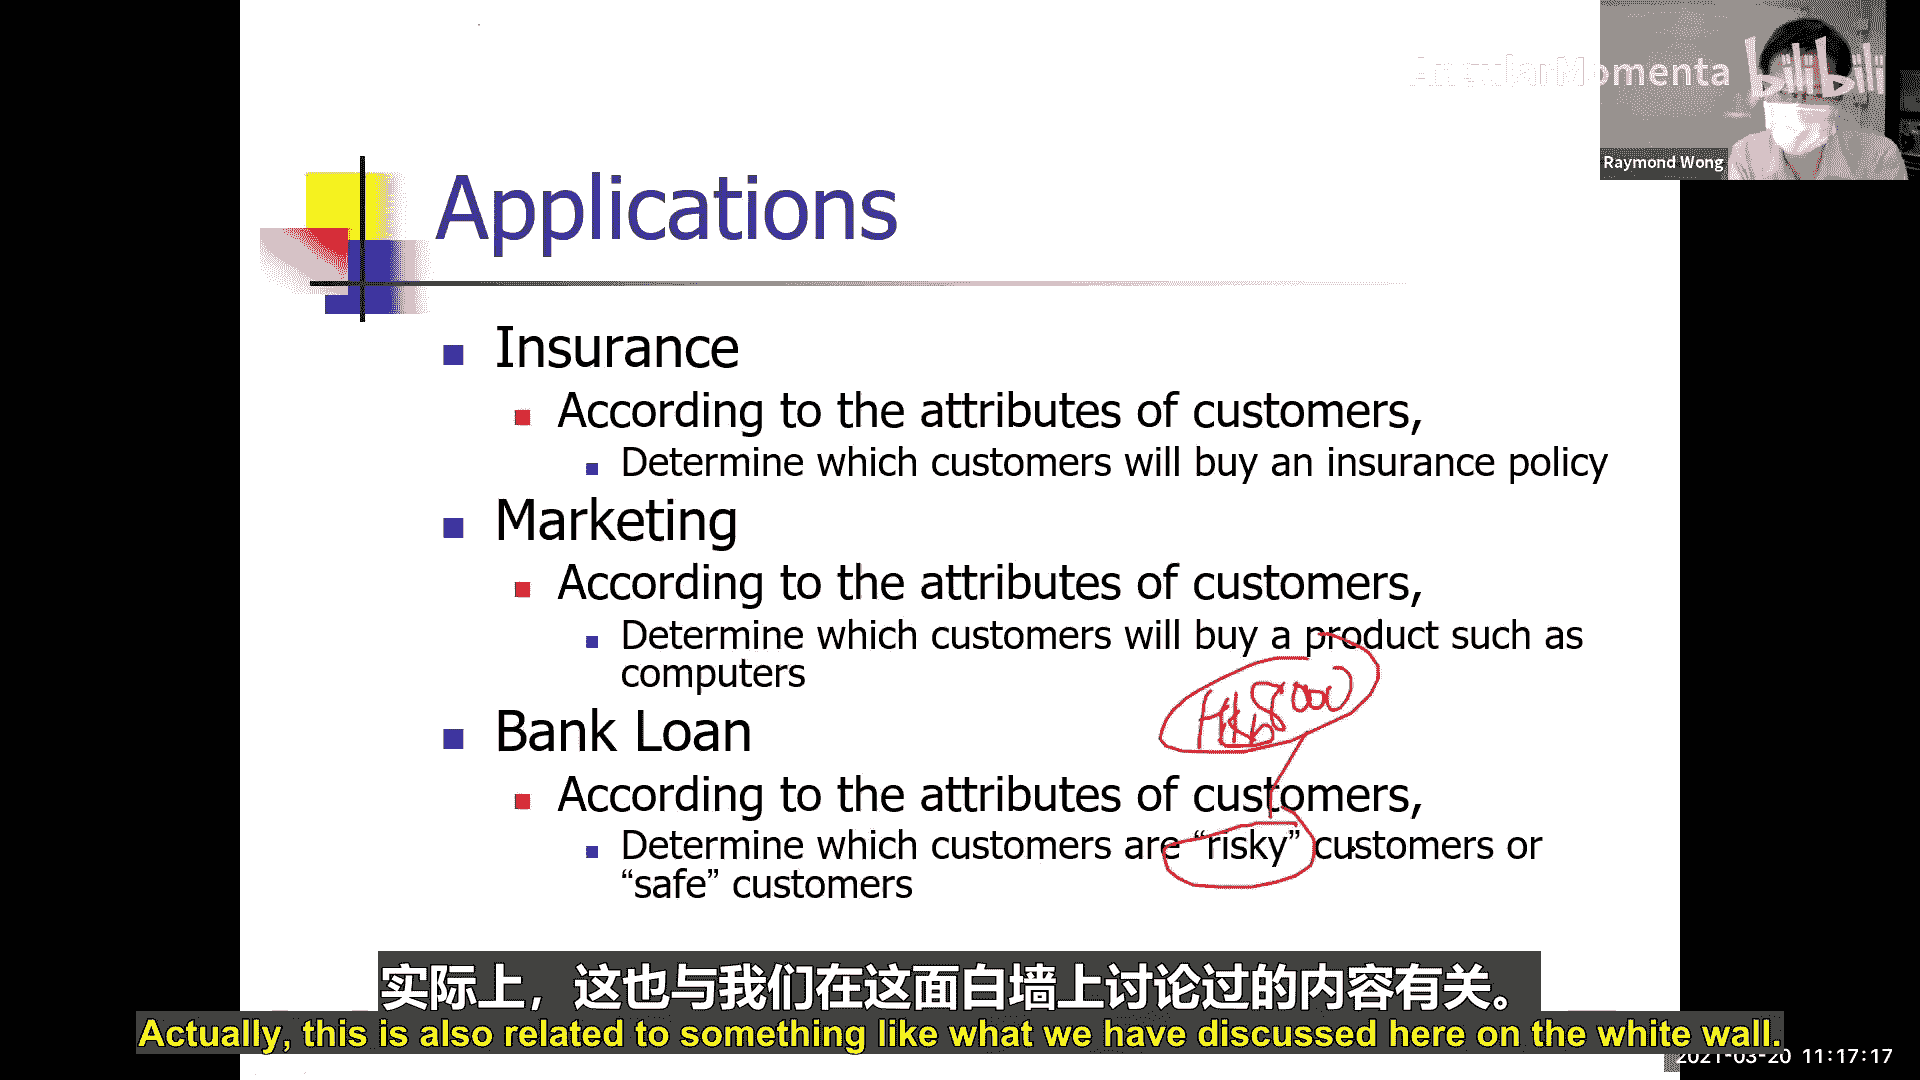 bilibili
Raymond Wong
Applications
Insurance
According to the attributes of customers,
Determine which customers will buy an insurance policy
Marketing
According to the attributes of customers,
Determine which customers will buy a product such as
computers
Bank Loan
According to the attributes of customers,
Determine which customers are “risky” customers or
“safe” customers
实际上，这也与我们在这面白墙上讨论过的内容有关。
Actually, this is also related to something like what we have discussed here on the white wall.
2021-03-20 11:17:17